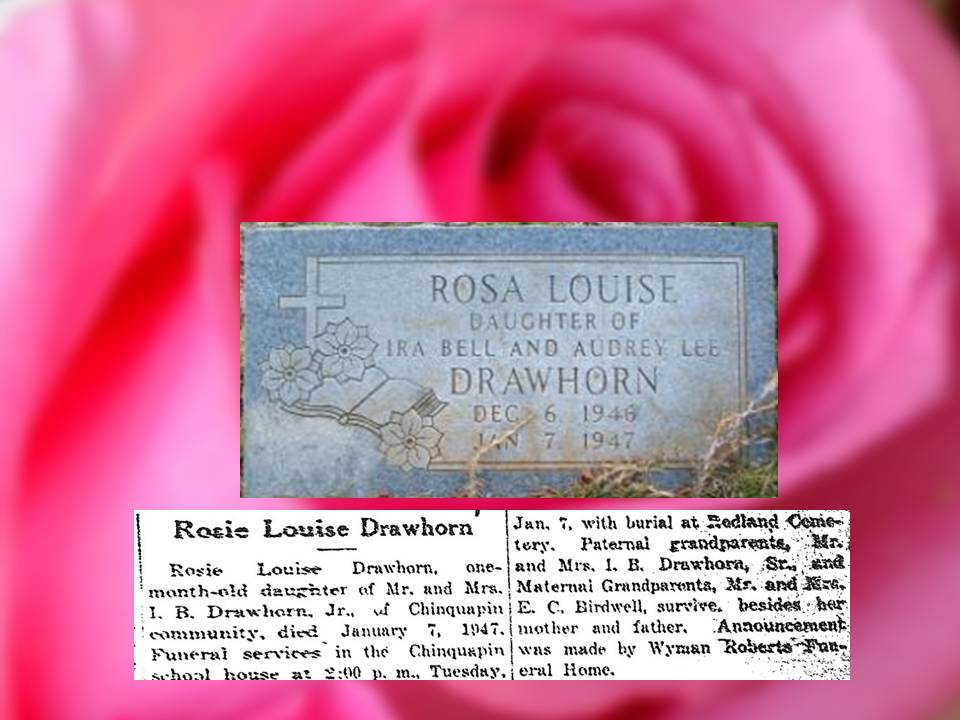 ROSA LOUISE
DAUGHTER OF
IRA BELL AND AUDREY LEE
DRAWHORN
DEC 6 1946
JAN 7 1947
Rosie Louise Drawhorn
Rosie Louise Drawhorn, one-
month-old daughter of Mr. and Mrs.
I. B. Drawhorn, Jr., of Chinquapin
community, died January 7, 1947.
Funeral services in the Chinquapin
school house at 2:00 p. m., Tuesday,
Jan. 7, with burial at Redland Ceme-
tery. Paternal grandparents, Mr.
and Mrs. I. B. Drawhorn, Sr., and
Maternal Grandparents, Mr. and Mrs.
E. C. Birdwell, survive, besides her
mother and father. Announcement
was made by Wyman Roberts Fun-
eral Home.